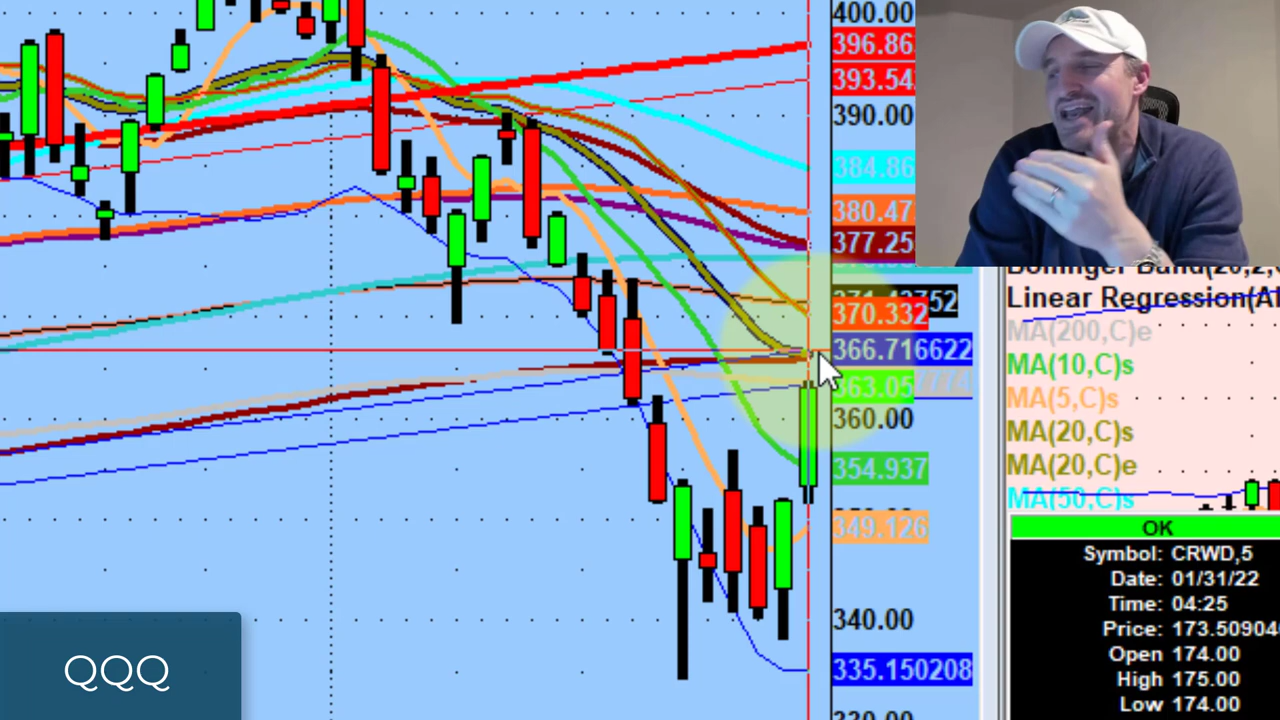 400.00
396.86
393.54
390.00
384.86
380.47
377.25
370.332
366.716622
363.05
360.00
354.937
349.126
340.00
335.150208
QQQ
Bollinger Band(20,2,
Linear Regression(A
MA(200,C)e
MA(10,C)s
MA(5,C)s
MA(20,C)s
MA(20,C)e
MA(50,C)s
OK
Symbol: CRWD,5
Date: 01/31/22
Time: 04:25
Price: 173.509040
Open 174.00
High 175.00
Low 174.00